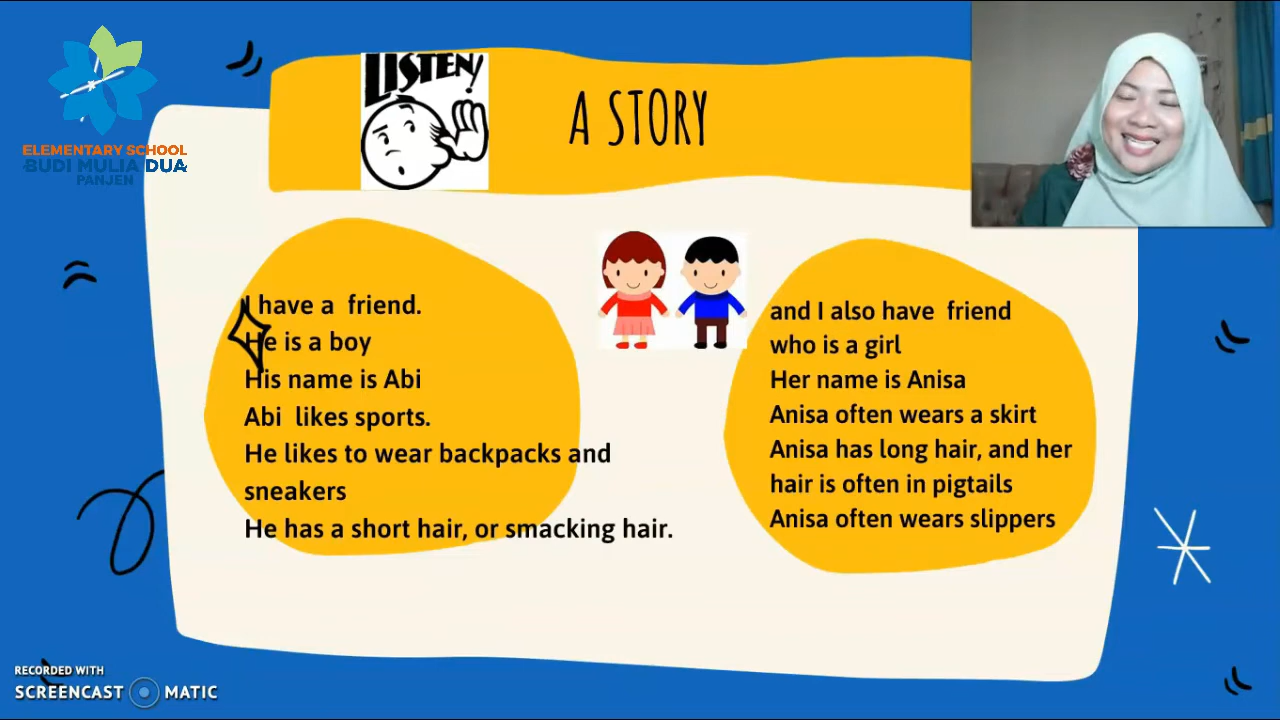 ELEMENTARY SCHOOL
BUDI MULIA DUA
PANJEN
LISTEN!
A STORY
I have a friend.
He is a boy
His name is Abi
Abi likes sports.
He likes to wear backpacks and
sneakers
He has a short hair, or smacking hair.
and I also have friend
who is a girl
Her name is Anisa
Anisa often wears a skirt
Anisa has long hair, and her
hair is often in pigtails
Anisa often wears slippers
RECORDED WITH
SCREENCAST MATIC